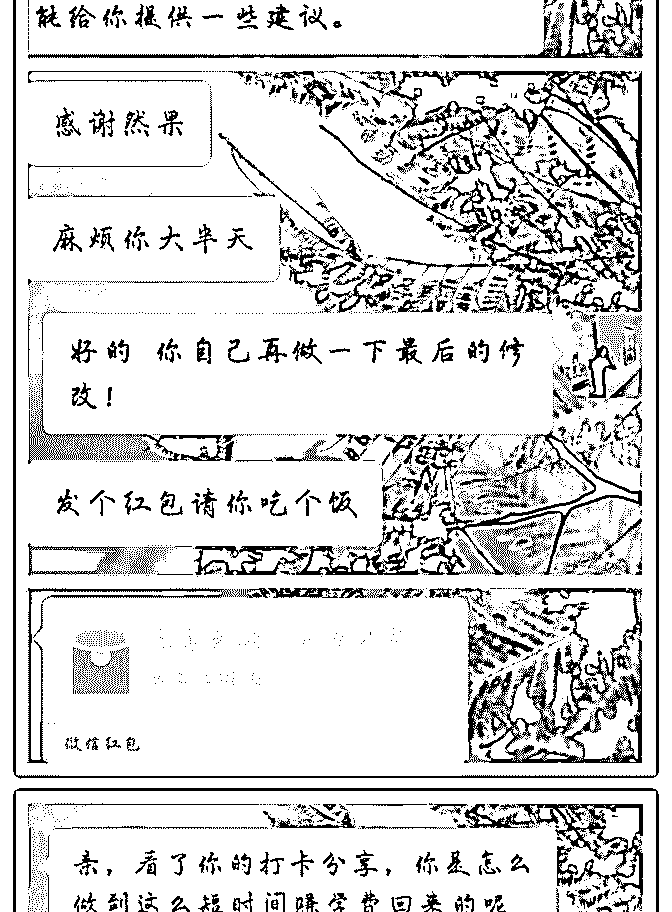 能给你提供一些建议。
感谢然果
麻烦你大半天
好的 你自己再做一下最后的修
改！
发个红包请你吃个饭
微信红包
亲，看了你的打卡分享，你是怎么
做到这么短时间赚学费回来的呢